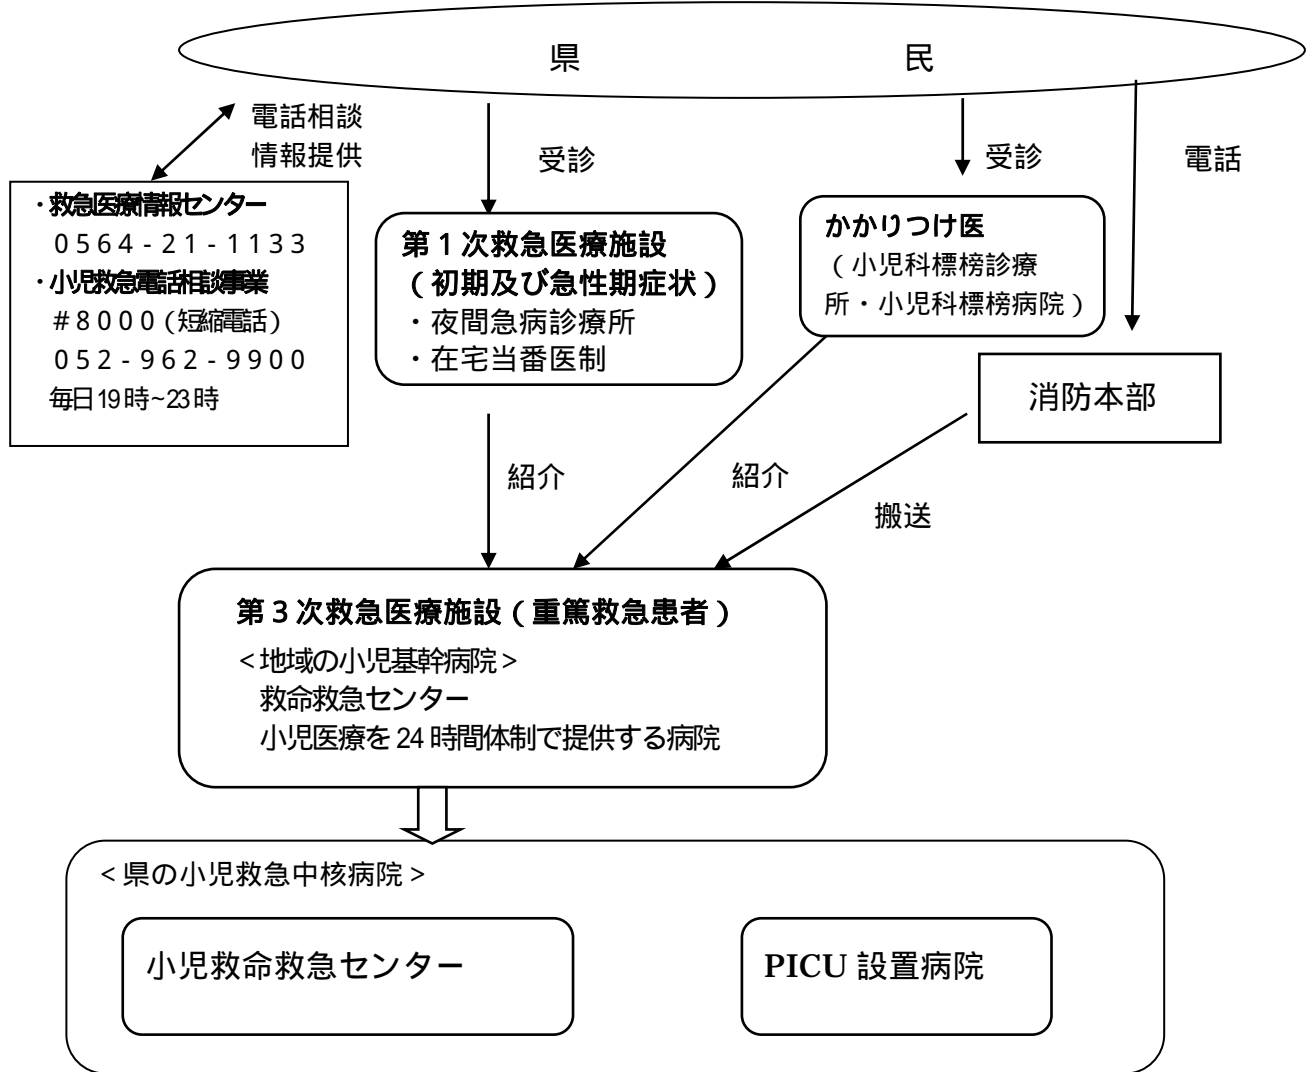 県 民
電話相談
情報提供
受診
受診
電話
・救急医療情報センター
０５６４-２１-１１３３
・小児救急電話相談事業
＃８０００（短縮電話）
０５２-９６２-９９００
毎日19時~23時
第１次救急医療施設
（初期及び急性期症状）
・夜間急病診療所
・在宅当番医制
かかりつけ医
（小児科標榜診療
所・小児科標榜病院）
消防本部
紹介
紹介
搬送
第３次救急医療施設（重篤救急患者）
＜地域の小児基幹病院＞
救命救急センター
小児医療を24時間体制で提供する病院
＜県の小児救急中核病院＞
小児救命救急センター
PICU 設置病院